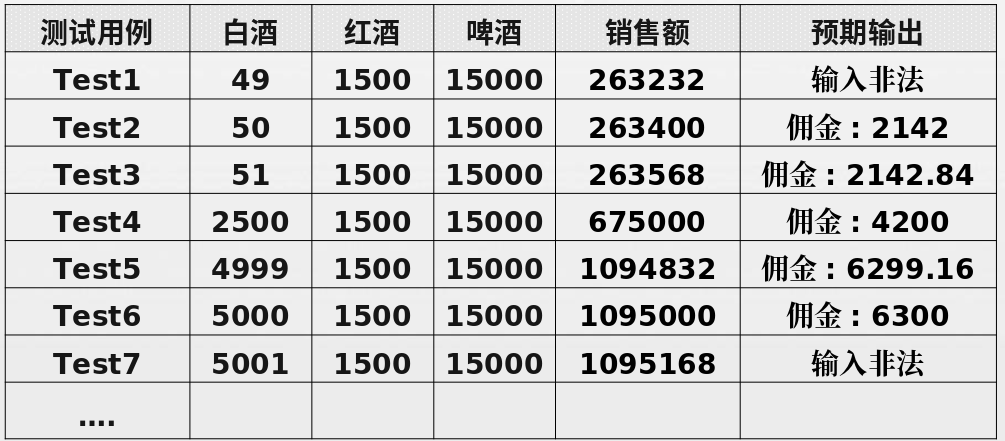 测试用例 白酒 红酒 啤酒 销售额 预期输出
Test1 49 1500 15000 263232 输入非法
Test2 50 1500 15000 263400 佣金：2142
Test3 51 1500 15000 263568 佣金：2142.84
Test4 2500 1500 15000 675000 佣金：4200
Test5 4999 1500 15000 1094832 佣金：6299.16
Test6 5000 1500 15000 1095000 佣金：6300
Test7 5001 1500 15000 1095168 输入非法
....